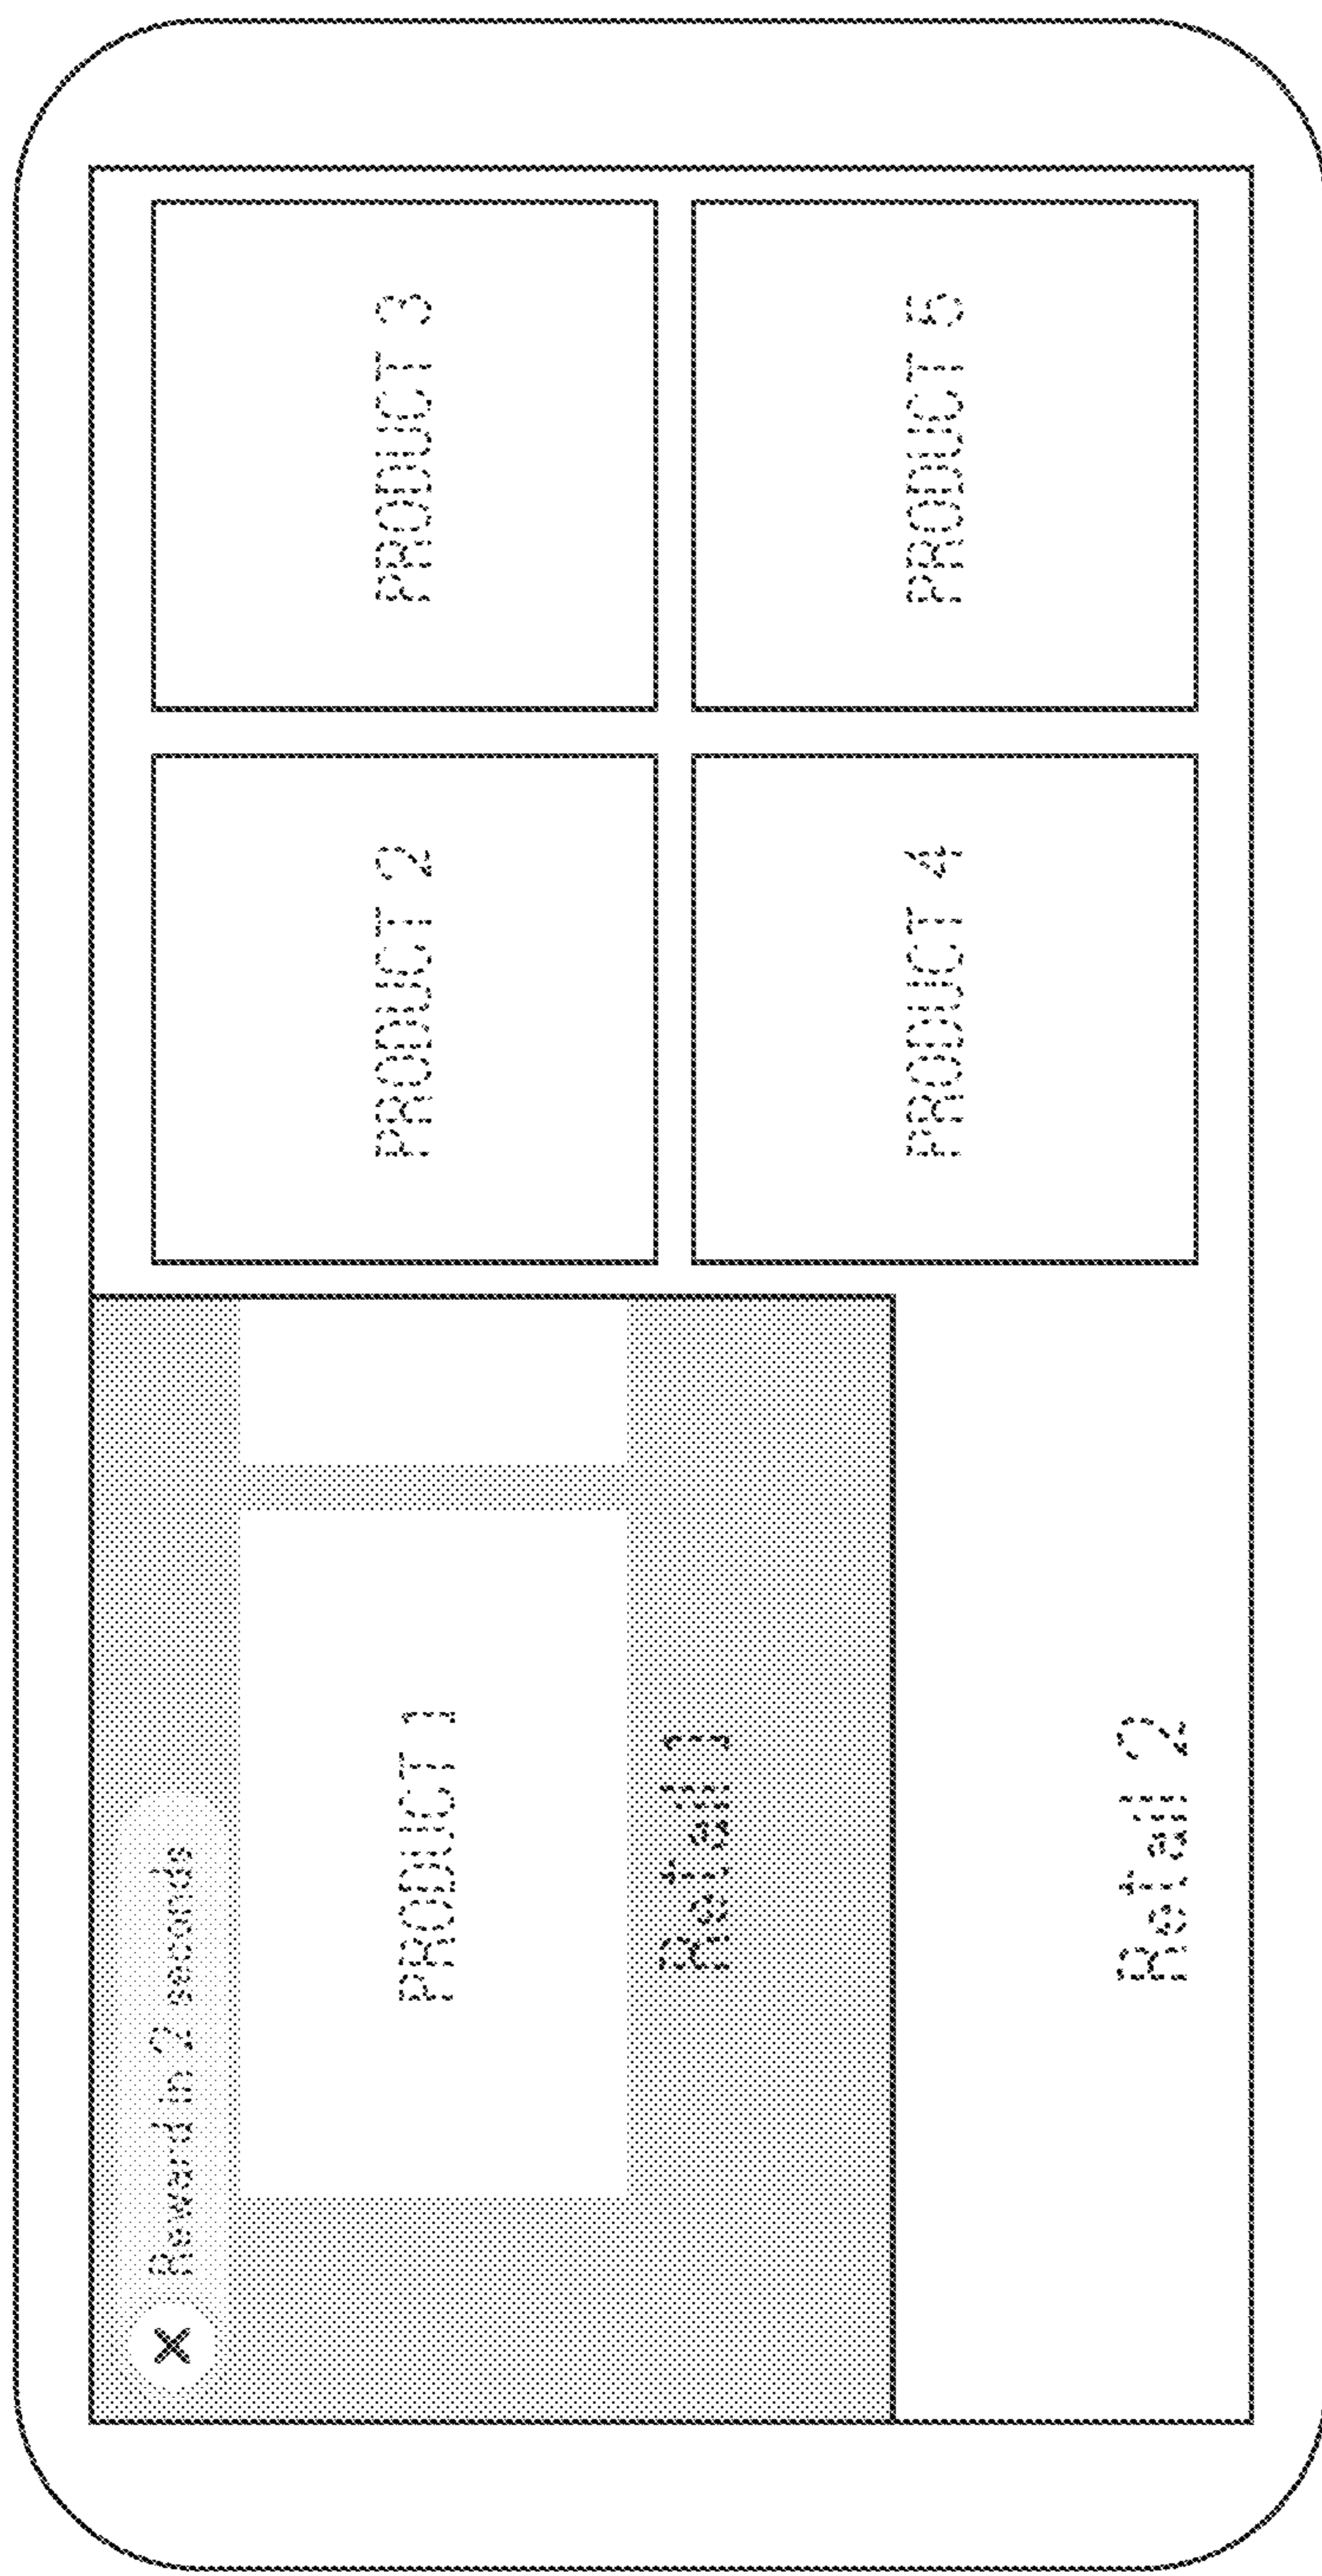 X Reward in 2 seconds
PRODUCT 1
Retail 1
Retail 2
PRODUCT 2
PRODUCT 3
PRODUCT 4
PRODUCT 5